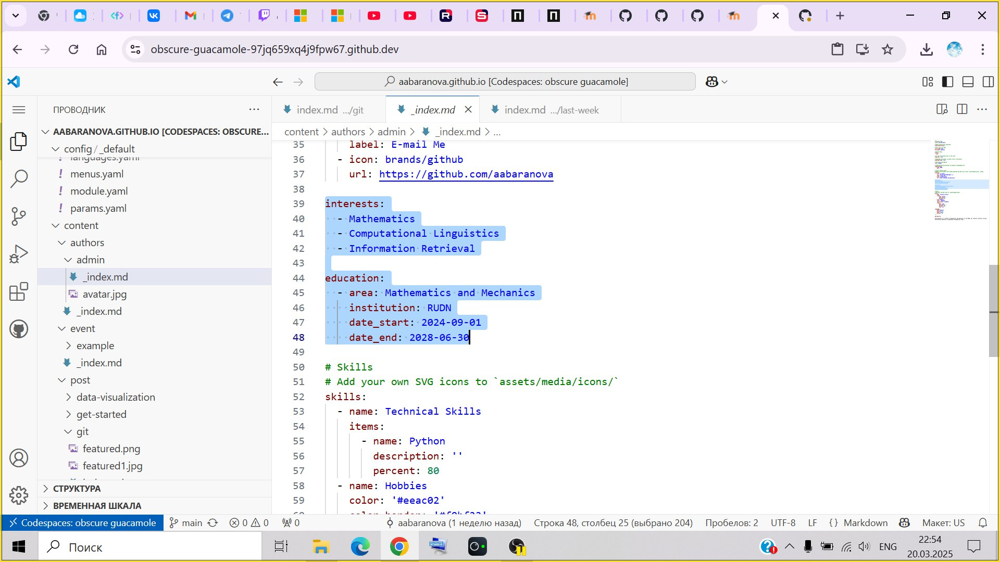 obscure-guacamole-97jq659xq4j9fpw67.github.dev
aabaranova.github.io [Codespaces: obscure guacamole]
ПРОВОДНИК
AABARANOVA.GITHUB.IO [CODESPACES: OBSCURE...
config / _default
languages.yaml
menus.yaml
module.yaml
params.yaml
content
authors
admin
_index.md
avatar.jpg
_index.md
event
example
_index.md
post
data-visualization
get-started
git
featured.png
featured1.jpg
СТРУКТУРА
ВРЕМЕННАЯ ШКАЛА
index.md .../git
_index.md
index.md .../last-week
content > authors > admin > _index.md > ...
35 label: E-mail Me
36 - icon: brands/github
37 url: https://github.com/aabaranova
38
39 interests:
40 - Mathematics
41 - Computational Linguistics
42 - Information Retrieval
43
44 education:
45 - area: Mathematics and Mechanics
46 institution: RUDN
47 date_start: 2024-09-01
48 date_end: 2028-06-30
49
50 # Skills
51 # Add your own SVG icons to `assets/media/icons/`
52 skills:
53 - name: Technical Skills
54 items:
55 - name: Python
56 description: ''
57 percent: 80
58 - name: Hobbies
59 color: '#eeac02'
Codespaces: obscure guacamole
main
0 0
0
aabaranova (1 неделю назад)
Строка 48, столбец 25 (выбрано 204)
Пробелов: 2
UTF-8
LF
{} Markdown
Макет: US
Поиск
ENG
22:54
20.03.2025